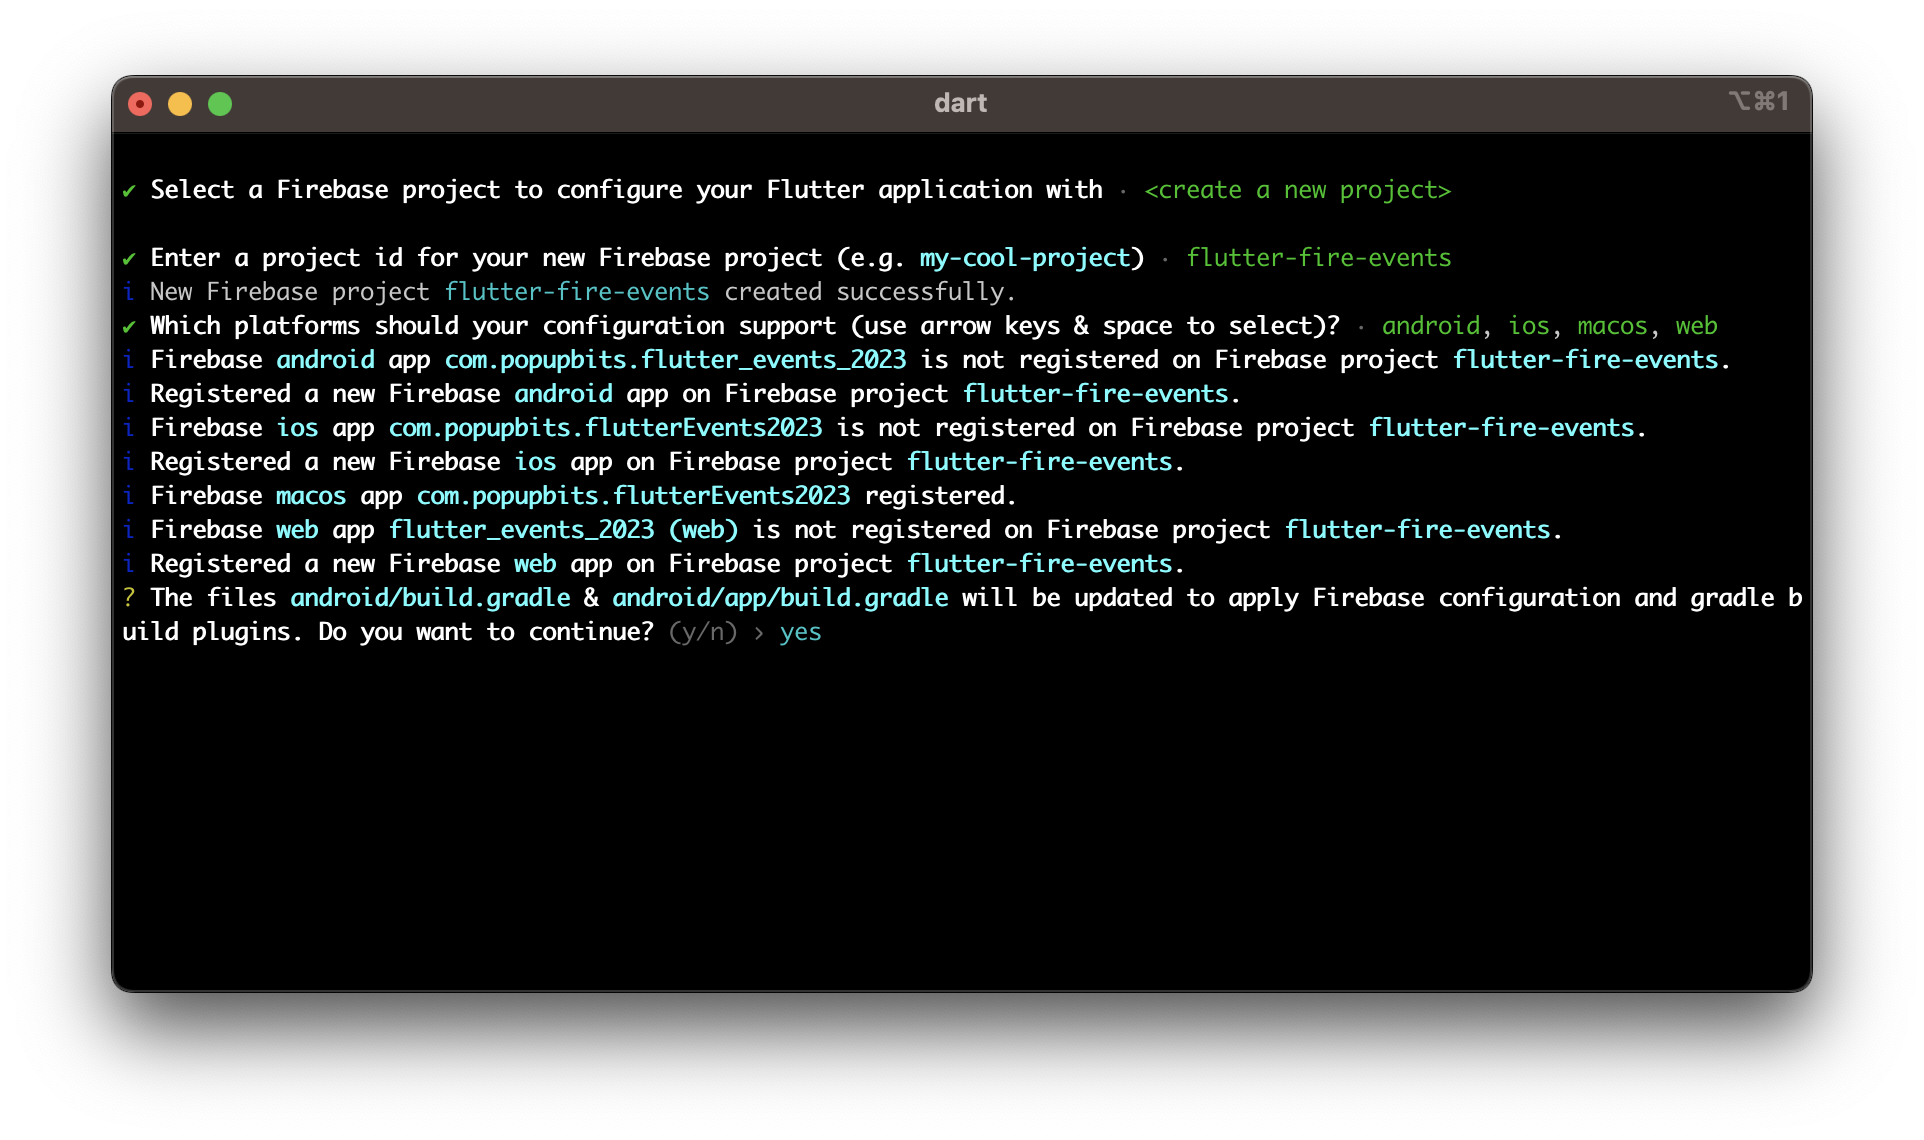 dart
⌥⌘1
✔ Select a Firebase project to configure your Flutter application with · <create a new project>
✔ Enter a project id for your new Firebase project (e.g. my-cool-project) · flutter-fire-events
i New Firebase project flutter-fire-events created successfully.
✔ Which platforms should your configuration support (use arrow keys & space to select)? · android, ios, macos, web
i Firebase android app com.popupbits.flutter_events_2023 is not registered on Firebase project flutter-fire-events.
i Registered a new Firebase android app on Firebase project flutter-fire-events.
i Firebase ios app com.popupbits.flutterEvents2023 is not registered on Firebase project flutter-fire-events.
i Registered a new Firebase ios app on Firebase project flutter-fire-events.
i Firebase macos app com.popupbits.flutterEvents2023 registered.
i Firebase web app flutter_events_2023 (web) is not registered on Firebase project flutter-fire-events.
i Registered a new Firebase web app on Firebase project flutter-fire-events.
? The files android/build.gradle & android/app/build.gradle will be updated to apply Firebase configuration and gradle b
uild plugins. Do you want to continue? (y/n) › yes